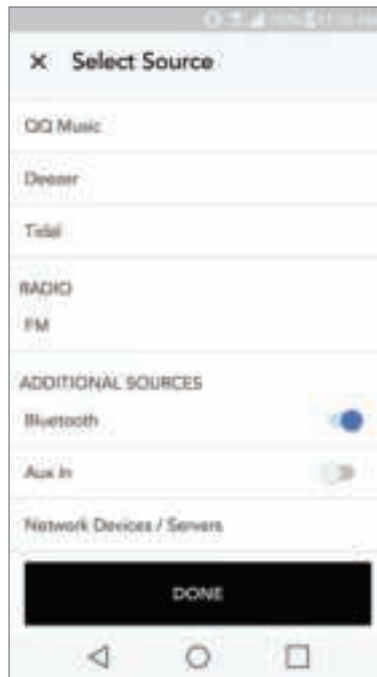 Select Source
QQ Music
Deezer
Tidal
RADIO
FM
ADDITIONAL SOURCES
Bluetooth
Aux In
Network Devices / Servers
DONE